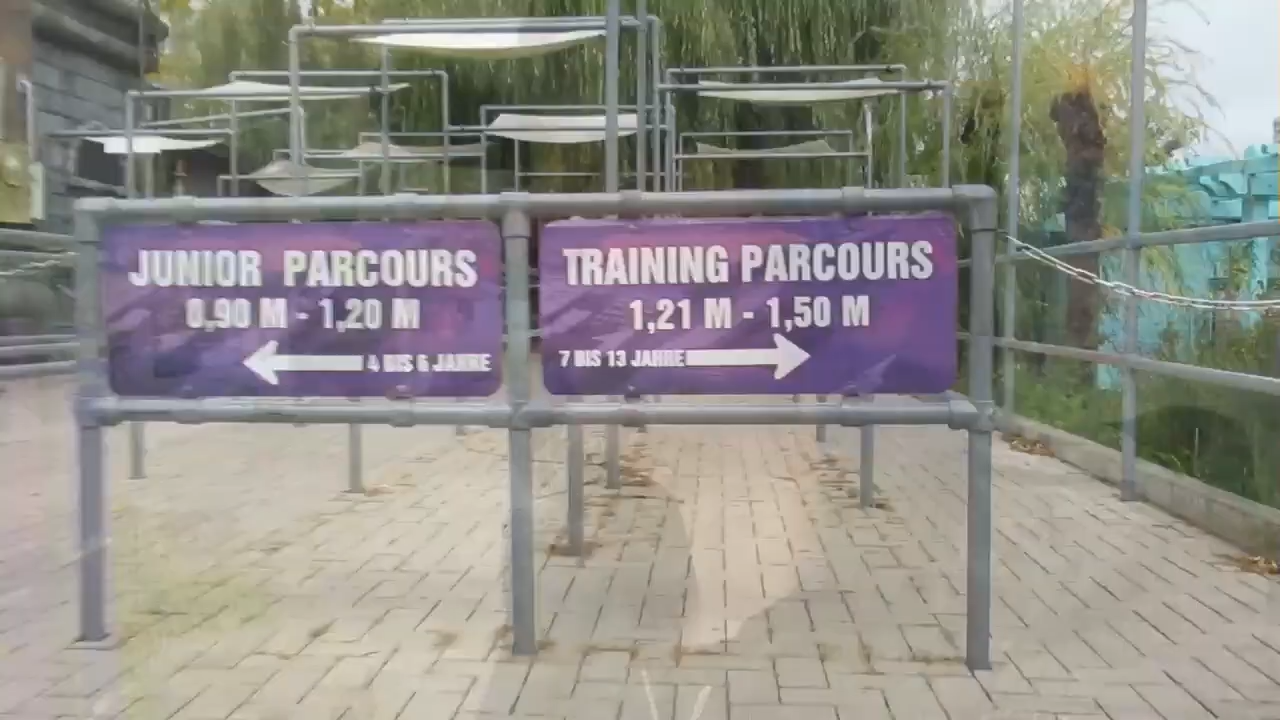 JUNIOR PARCOURS
0,90 M - 1,20 M
4 BIS 6 JAHRE
TRAINING PARCOURS
1,21 M - 1,50 M
7 BIS 13 JAHRE